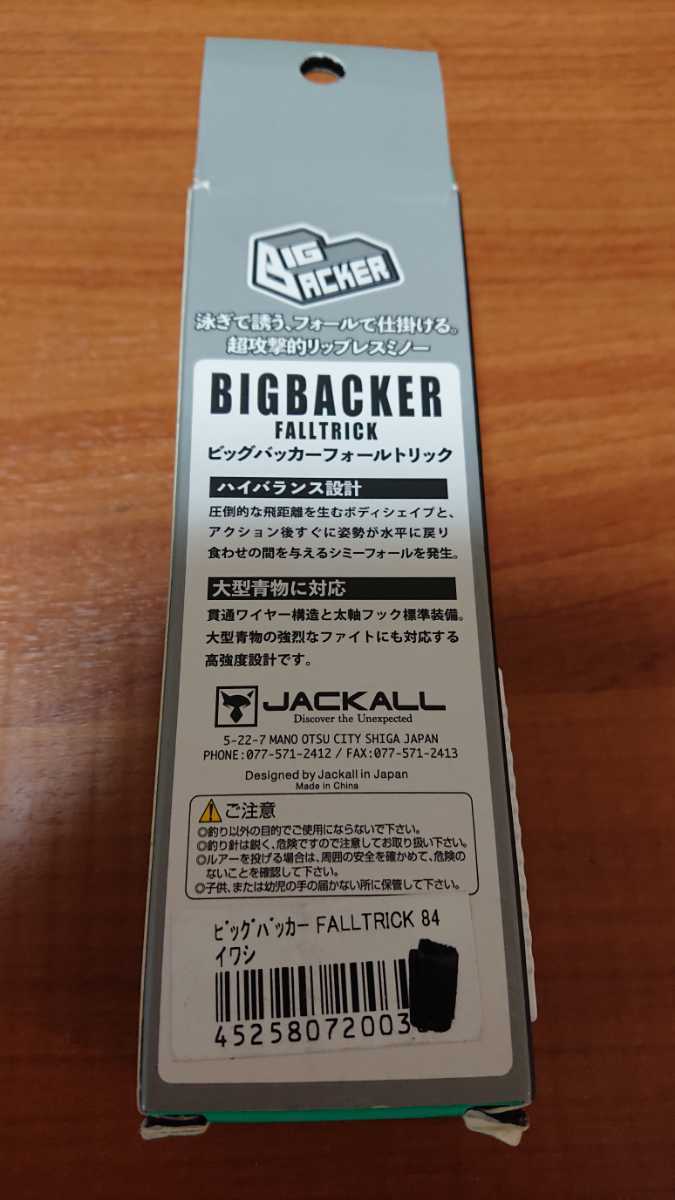 BIG
BACKER
泳ぎで誘う、フォールで仕掛ける。
超攻撃的リップレスミノー
BIGBACKER
FALLTRICK
ビッグバッカーフォールトリック
ハイバランス設計
圧倒的な飛距離を生むボディシェイプと、
アクション後すぐに姿勢が水平に戻り
食わせの間を与えるシミーフォールを発生。
大型青物に対応
貫通ワイヤー構造と太軸フック標準装備。
大型青物の強烈なファイトにも対応する
高強度設計です。
JACKALL
Discover the Unexpected
5-22-7 MANO OTSU CITY SHIGA JAPAN
PHONE:077-571-2412 / FAX:077-571-2413
Designed by Jackall in Japan
Made in China
ご注意
◎釣り以外の目的でご使用にならないで下さい。
◎釣り針は鋭く、危険ですので注意してお取り扱い下さい。
◎ルアーを投げる場合は、周囲の安全を確かめて、危険の
ないことを確認して下さい。
◎子供、または幼児の手の届かない所に保管して下さい。
ﾋﾞｯｸﾞﾊﾞｯｶｰ FALLTRICK 84
イワシ
45258072003